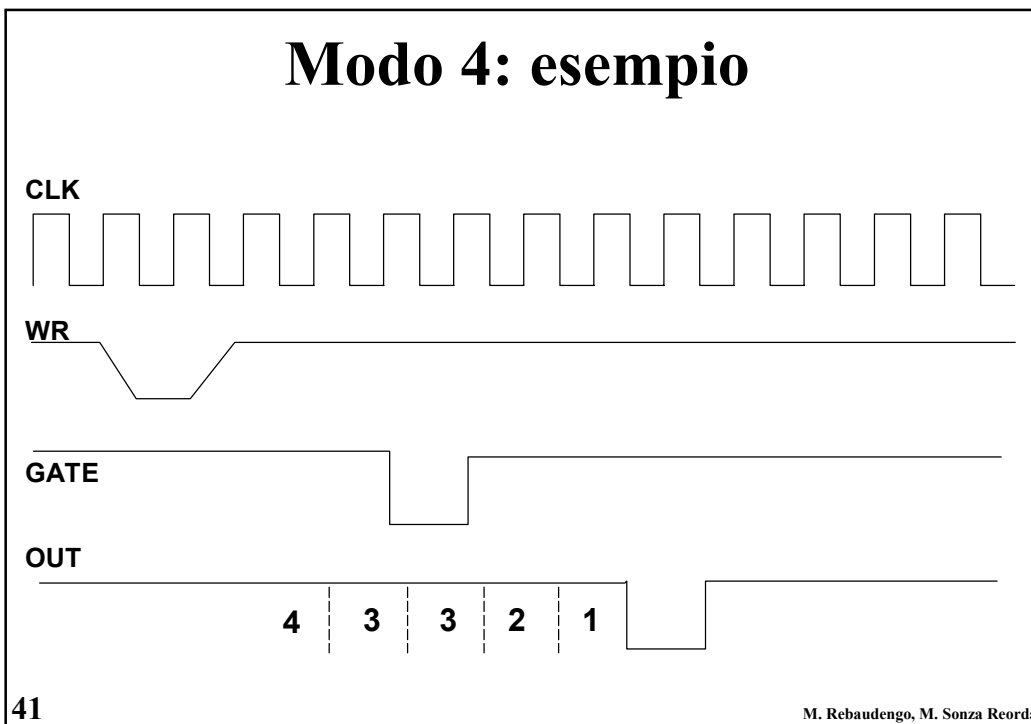 Modo 4: esempio
CLK
WR
GATE
OUT
4 3 3 2 1
41
M. Rebaudengo, M. Sonza Reorda